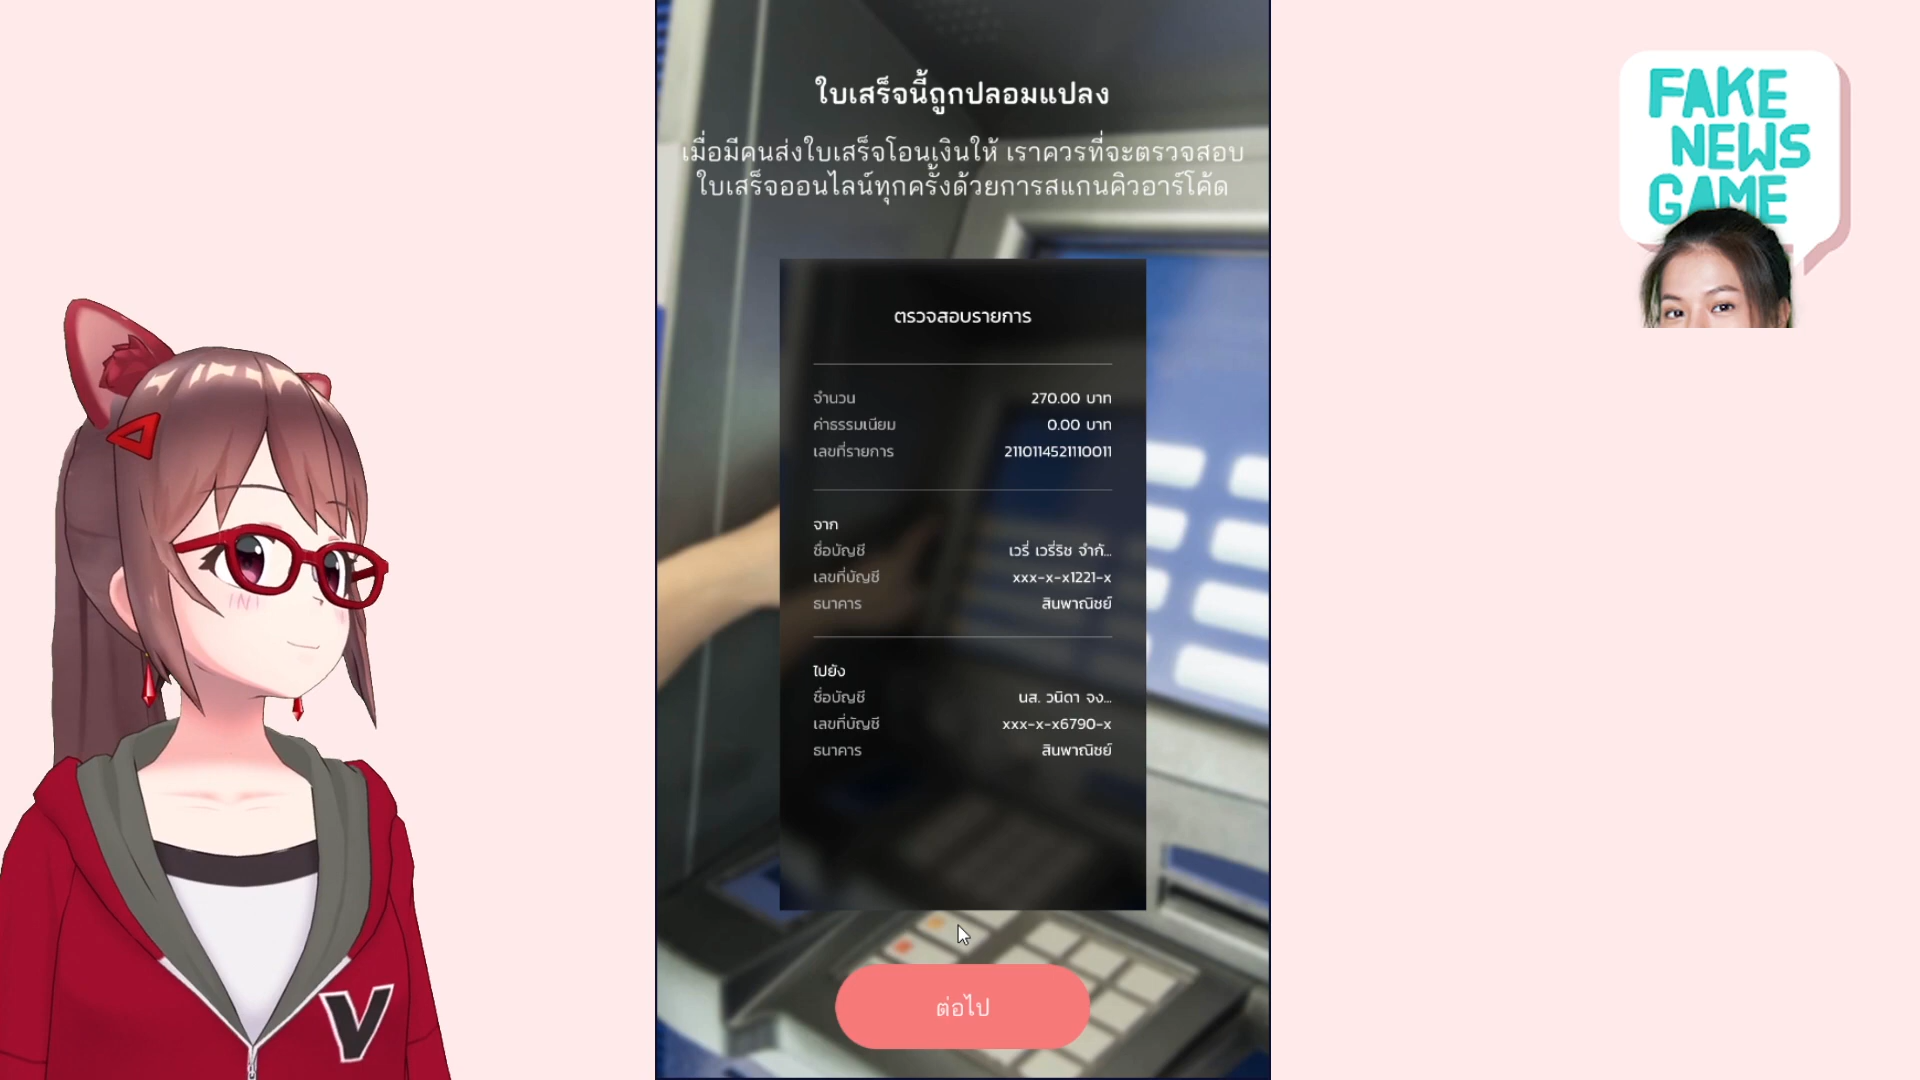 ใบเสร็จนี้ถูกปลอมแปลง
เมื่อมีคนส่งใบเสร็จโอนเงินให้ เราควรที่จะตรวจสอบ
ใบเสร็จออนไลน์ทุกครั้งด้วยการสแกนคิวอาร์โค้ด
FAKE
NEWS
GAME
ตรวจสอบรายการ
จำนวน 270.00 บาท
ค่าธรรมเนียม 0.00 บาท
เลขที่รายการ 2110114521110011
จาก
ชื่อบัญชี เวรี่ เวรี่ริช จำกั...
เลขที่บัญชี xxx-x-x1221-x
ธนาคาร สินพาณิชย์
ไปยัง
ชื่อบัญชี นส. วนิดา จง...
เลขที่บัญชี xxx-x-x6790-x
ธนาคาร สินพาณิชย์
V
ต่อไป